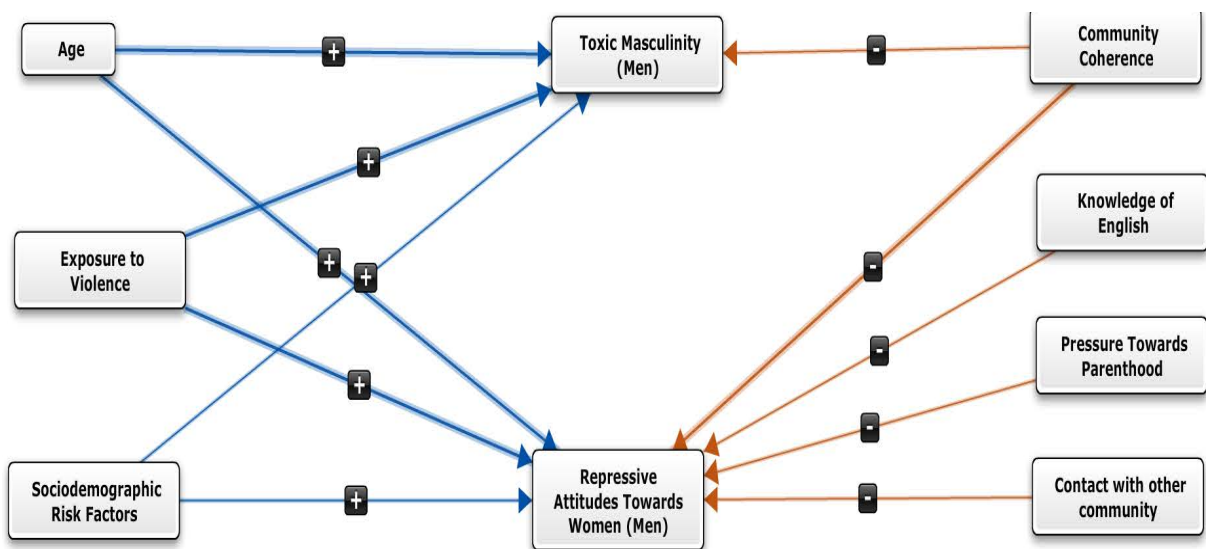 Age
+
Toxic Masculinity
(Men)
-
Community
Coherence
+
Knowledge of
English
Exposure to
Violence
+
+
-
-
Pressure Towards
Parenthood
+
-
Sociodemographic
Risk Factors
+
Repressive
Attitudes Towards
Women (Men)
-
Contact with other
community